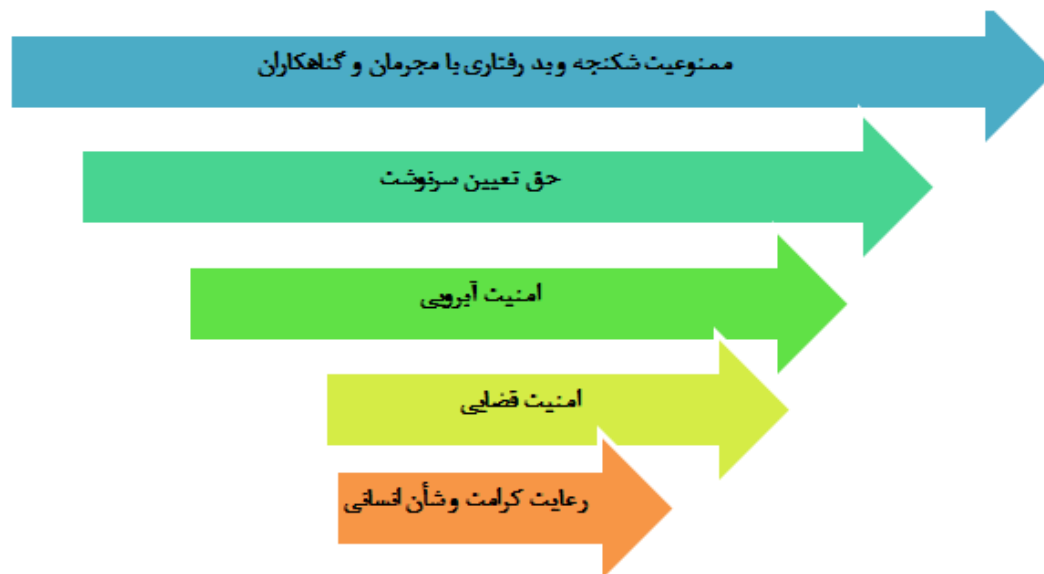 ممنوعیت شکنجه و بد رفتاری با مجرمان و گناهکاران
حق تعیین سرنوشت
امنیت آبرویی
امنیت قضایی
رعایت کرامت و شأن انسانی